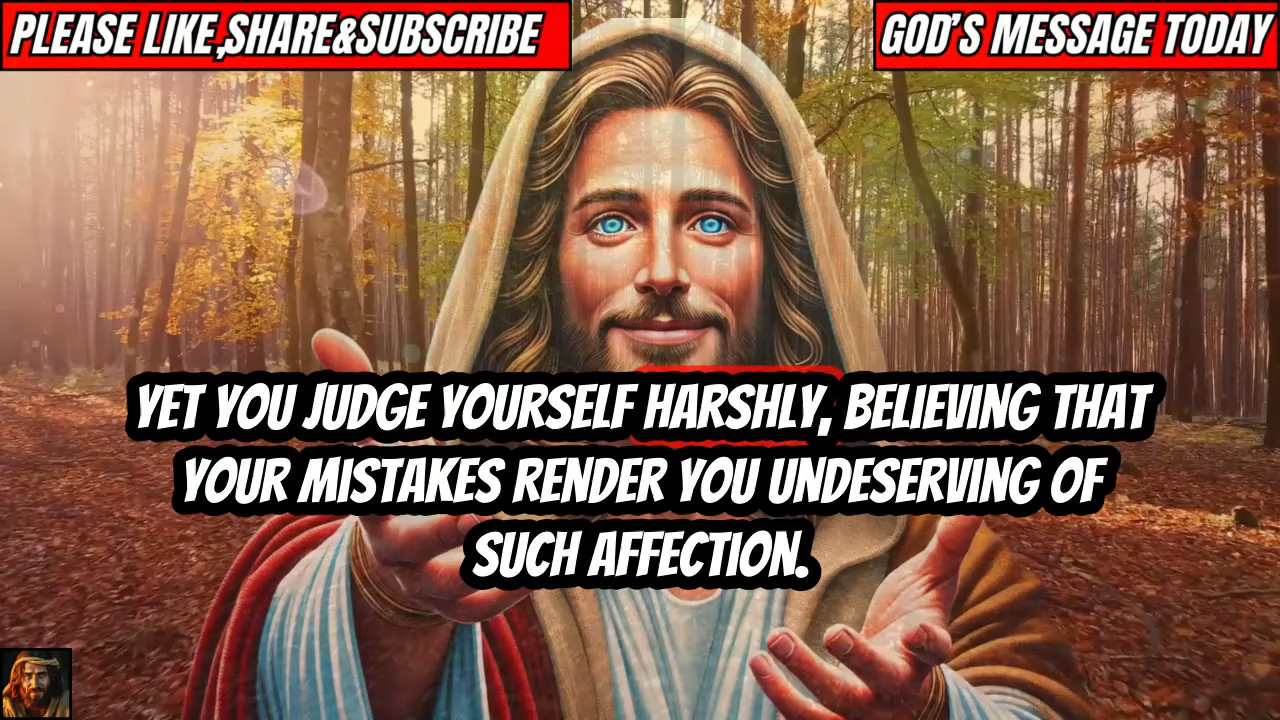 PLEASE LIKE,SHARE&SUBSCRIBE
GOD'S MESSAGE TODAY
YET YOU JUDGE YOURSELF HARSHLY, BELIEVING THAT
YOUR MISTAKES RENDER YOU UNDESERVING OF
SUCH AFFECTION.